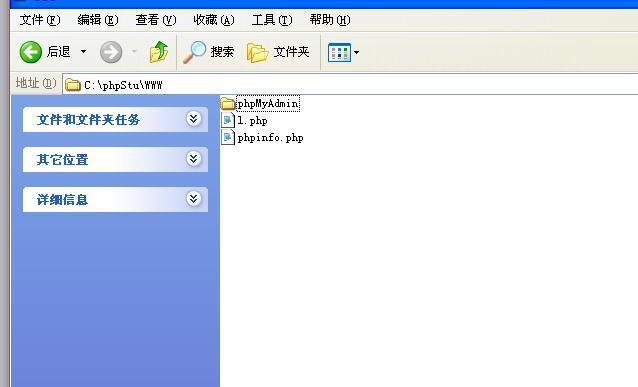 文件(F) 编辑(E) 查看(V) 收藏(A) 工具(T) 帮助(H)
后退 搜索 文件夹
地址(D) C:\phpStu\WWW
文件和文件夹任务
其它位置
详细信息
phpMyAdmin
l.php
phpinfo.php